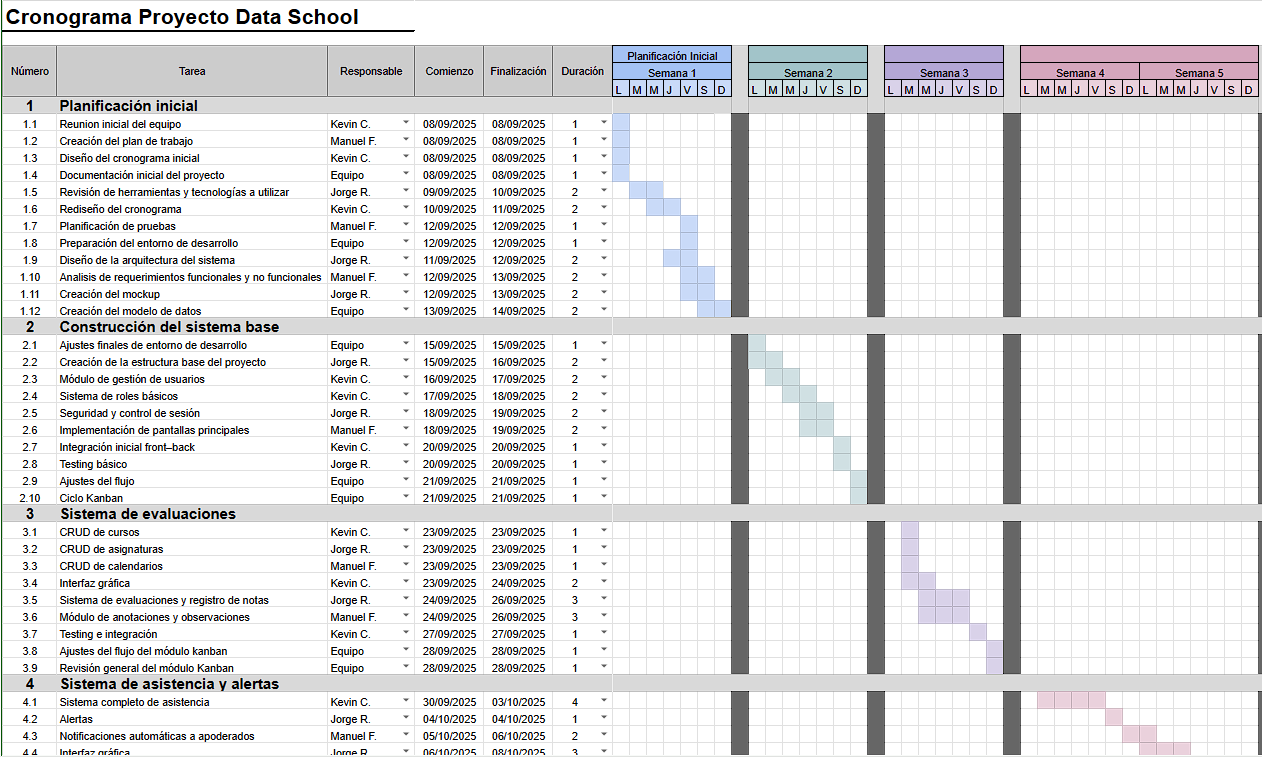 Cronograma Proyecto Data School
Planificación Inicial
Número Tarea Responsable Comienzo Finalización Duración Semana 1 Semana 2 Semana 3 Semana 4 Semana 5
L M M J V S D L M M J V S D L M M J V S D L M M J V S D L M M J V S D
1 Planificación inicial
1.1 Reunion inicial del equipo Kevin C. 08/09/2025 08/09/2025 1
1.2 Creación del plan de trabajo Manuel F. 08/09/2025 08/09/2025 1
1.3 Diseño del cronograma inicial Kevin C. 08/09/2025 08/09/2025 1
1.4 Documentación inicial del proyecto Equipo 08/09/2025 08/09/2025 1
1.5 Revisión de herramientas y tecnologías a utilizar Jorge R. 09/09/2025 10/09/2025 2
1.6 Rediseño del cronograma Kevin C. 10/09/2025 11/09/2025 2
1.7 Planificación de pruebas Manuel F. 12/09/2025 12/09/2025 1
1.8 Preparación del entorno de desarrollo Equipo 12/09/2025 12/09/2025 1
1.9 Diseño de la arquitectura del sistema Jorge R. 11/09/2025 12/09/2025 2
1.10 Analisis de requerimientos funcionales y no funcionales Manuel F. 12/09/2025 13/09/2025 2
1.11 Creación del mockup Jorge R. 12/09/2025 13/09/2025 2
1.12 Creación del modelo de datos Equipo 13/09/2025 14/09/2025 2
2 Construcción del sistema base
2.1 Ajustes finales de entorno de desarrollo Equipo 15/09/2025 15/09/2025 1
2.2 Creación de la estructura base del proyecto Jorge R. 15/09/2025 16/09/2025 2
2.3 Módulo de gestión de usuarios Kevin C. 16/09/2025 17/09/2025 2
2.4 Sistema de roles básicos Kevin C. 17/09/2025 18/09/2025 2
2.5 Seguridad y control de sesión Jorge R. 18/09/2025 19/09/2025 2
2.6 Implementación de pantallas principales Manuel F. 18/09/2025 19/09/2025 2
2.7 Integración inicial front–back Kevin C. 20/09/2025 20/09/2025 1
2.8 Testing básico Jorge R. 20/09/2025 20/09/2025 1
2.9 Ajustes del flujo Equipo 21/09/2025 21/09/2025 1
2.10 Ciclo Kanban Equipo 21/09/2025 21/09/2025 1
3 Sistema de evaluaciones
3.1 CRUD de cursos Kevin C. 23/09/2025 23/09/2025 1
3.2 CRUD de asignaturas Jorge R. 23/09/2025 23/09/2025 1
3.3 CRUD de calendarios Manuel F. 23/09/2025 23/09/2025 1
3.4 Interfaz gráfica Kevin C. 23/09/2025 24/09/2025 2
3.5 Sistema de evaluaciones y registro de notas Jorge R. 24/09/2025 26/09/2025 3
3.6 Módulo de anotaciones y observaciones Manuel F. 24/09/2025 26/09/2025 3
3.7 Testing e integración Kevin C. 27/09/2025 27/09/2025 1
3.8 Ajustes del flujo del módulo kanban Equipo 28/09/2025 28/09/2025 1
3.9 Revisión general del módulo Kanban Equipo 28/09/2025 28/09/2025 1
4 Sistema de asistencia y alertas
4.1 Sistema completo de asistencia Kevin C. 30/09/2025 03/10/2025 4
4.2 Alertas Jorge R. 04/10/2025 04/10/2025 1
4.3 Notificaciones automáticas a apoderados Manuel F. 05/10/2025 06/10/2025 2
4.4 Interfaz gráfica Jorge R. 06/10/2025 08/10/2025 3